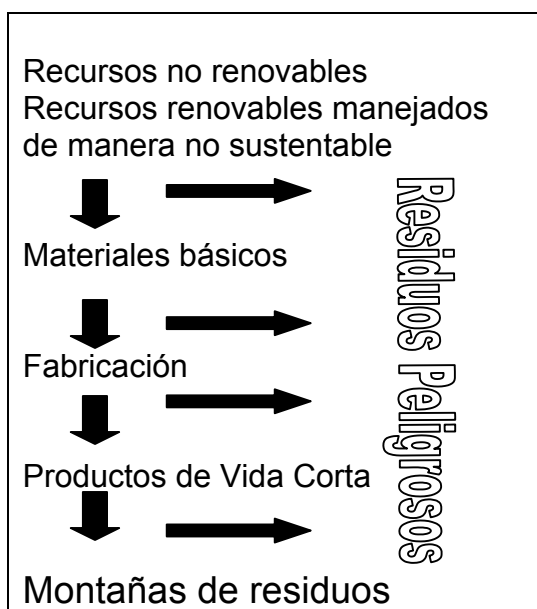 Recursos no renovables
Recursos renovables manejados
de manera no sustentable
Materiales básicos
Fabricación
Productos de Vida Corta
Montañas de residuos
Residuos Peligrosos